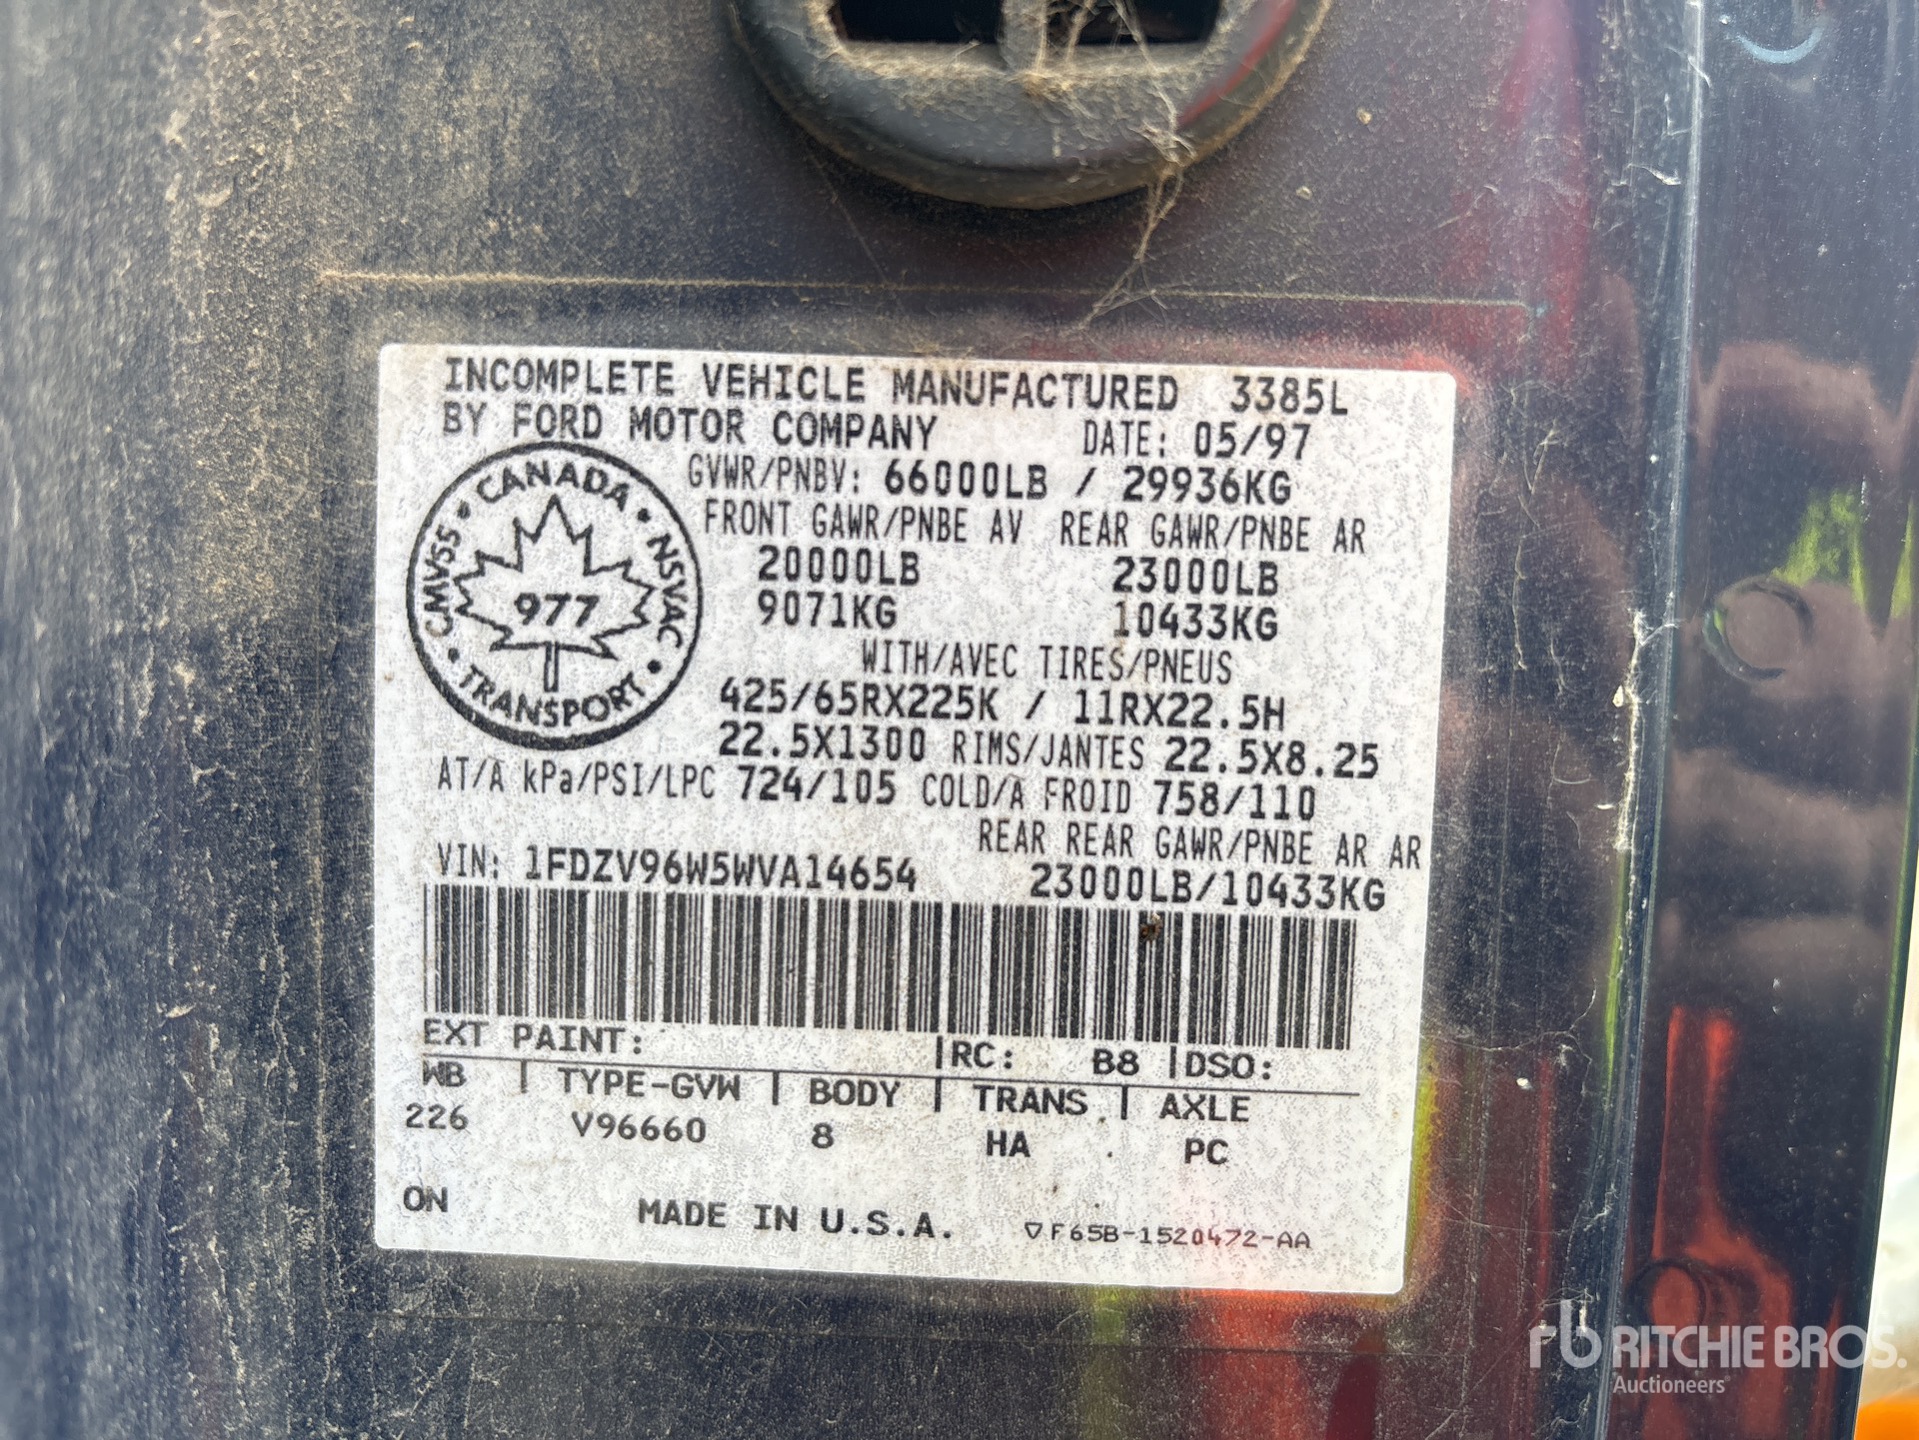 INCOMPLETE VEHICLE MANUFACTURED 3385L
BY FORD MOTOR COMPANY DATE: 05/97
GVWR/PNBV: 66000LB / 29936KG
FRONT GAWR/PNBE AV REAR GAWR/PNBE AR
20000LB 23000LB
9071KG 10433KG
WITH/AVEC TIRES/PNEUS
425/65RX225K / 11RX22.5H
22.5X1300 RIMS/JANTES 22.5X8.25
AT/A kPa/PSI/LPC 724/105 COLD/A FROID 758/110
REAR REAR GAWR/PNBE AR AR
VIN: 1FDZV96W5WVA14654 23000LB/10433KG
CANADA • NSVAC • TRANSPORT • CMVSS •
977
EXT PAINT: |RC: B8 |DSO:
WB | TYPE-GVW | BODY | TRANS. | AXLE
226 V96660 8 HA PC
ON MADE IN U.S.A. ▽F65B-1520472-AA
rb RITCHIE BROS.
Auctioneers